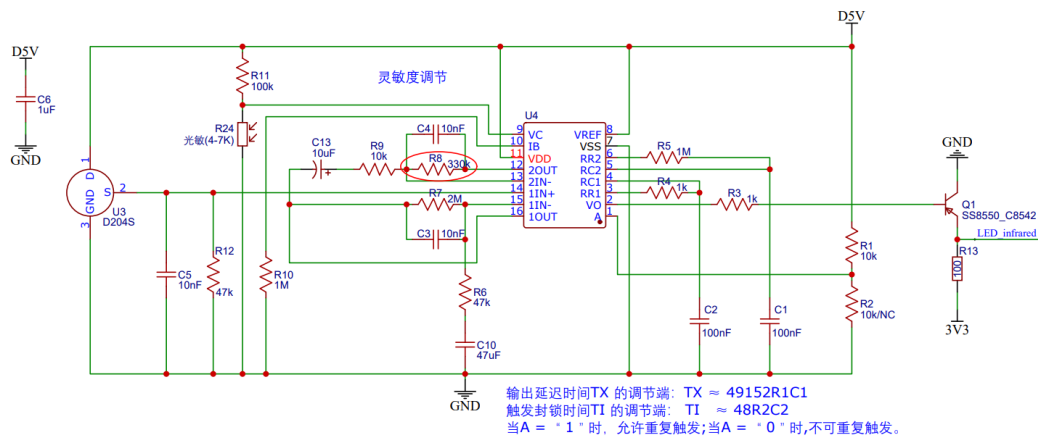 D5V
D5V
C6
1uF
GND
R11
100k
灵敏度调节
R24
光敏(4-7K)
C13
10uF
R9
10k
C4
10nF
R8
330k
R7
2M
C3
10nF
U4
9
VC
VREF
8
10
IB
VSS
7
11
VDD
RR2
6
12
2OUT
RC2
5
13
2IN-
RC1
4
14
1IN+
RR1
3
15
1IN-
VO
2
16
1OUT
A
1
R5
1M
R4
1k
R3
1k
GND
Q1
SS8550_C8542
LED_infrared
R13
100
3V3
1
D
S
2
GND
3
U3
D204S
C5
10nF
R12
47k
R10
1M
R6
47k
C10
47uF
GND
C2
100nF
C1
100nF
R1
10k
R2
10k/NC
输出延迟时间TX 的调节端：TX ≈ 49152R1C1
触发封锁时间TI 的调节端： TI ≈ 48R2C2
当A = “1”时，允许重复触发;当A = “0”时,不可重复触发。